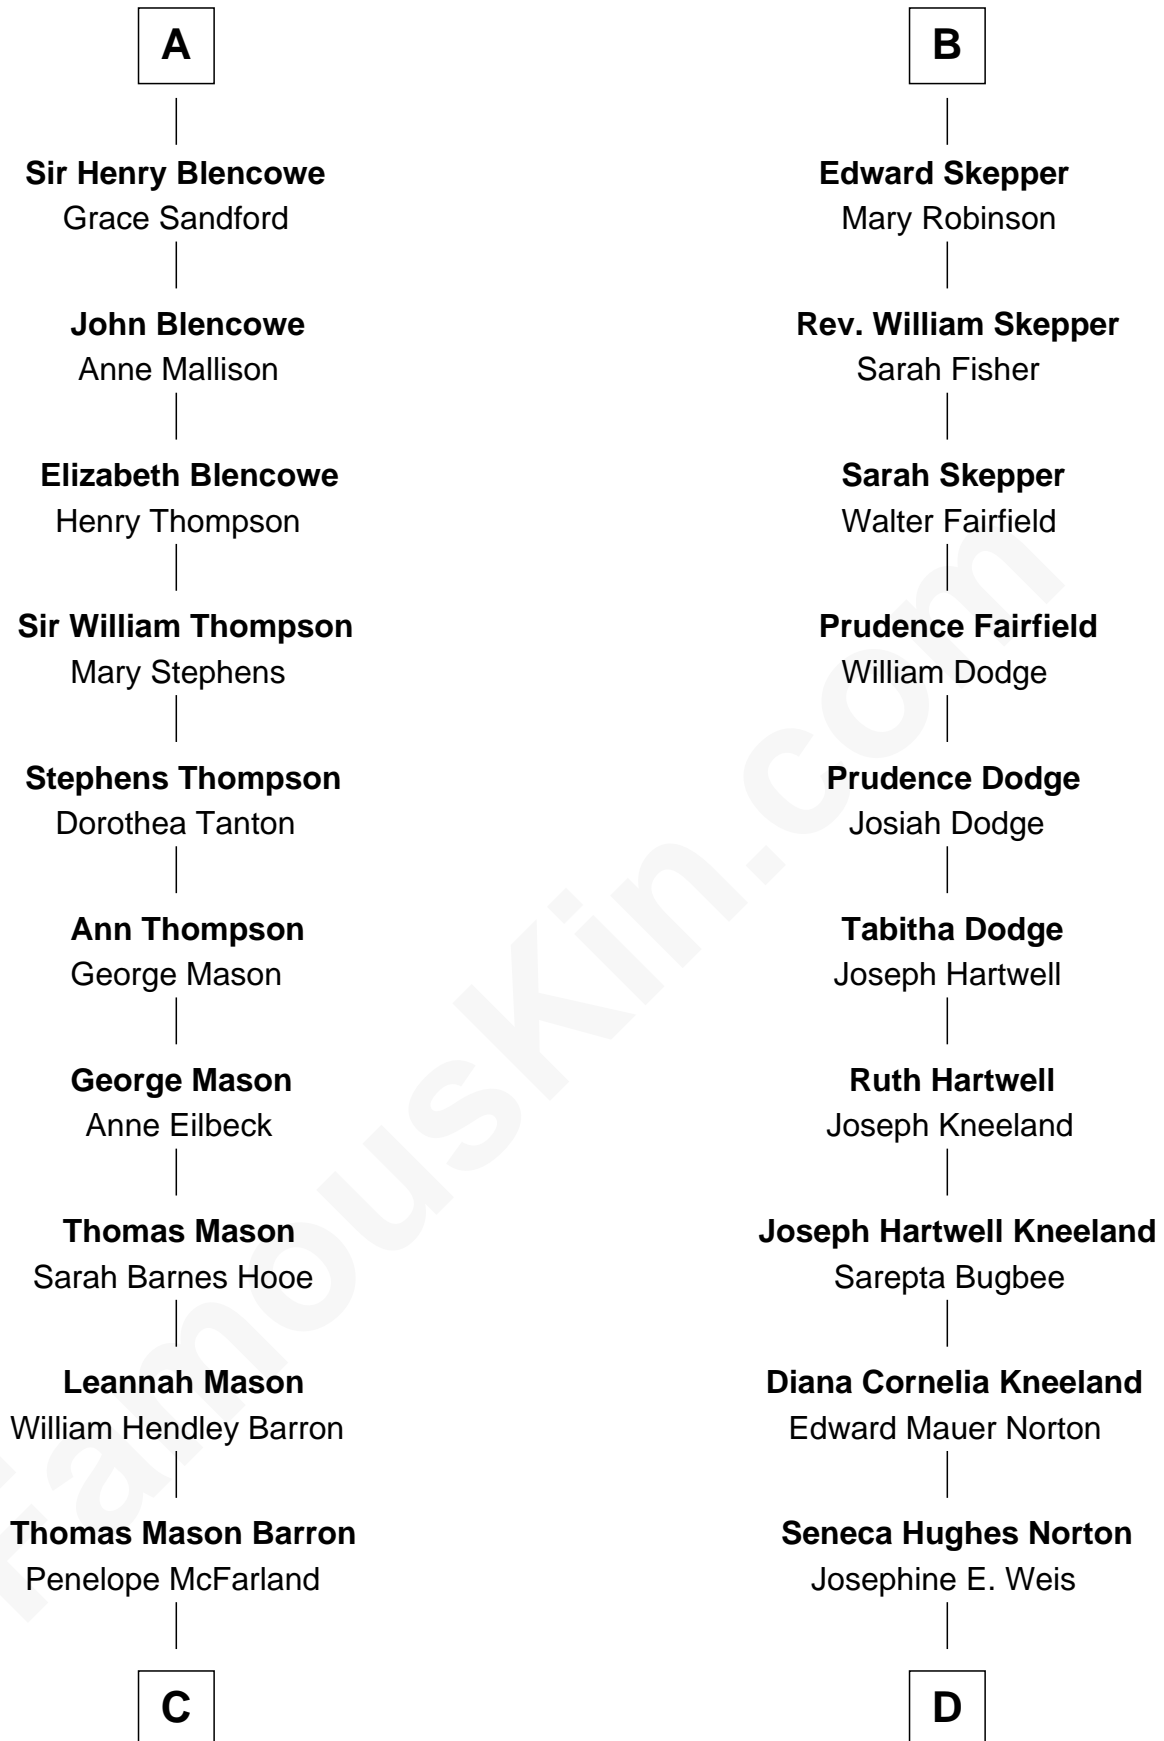 A
Sir Henry Blencowe
Grace Sandford
John Blencowe
Anne Mallison
Elizabeth Blencowe
Henry Thompson
Sir William Thompson
Mary Stephens
Stephens Thompson
Dorothea Tanton
Ann Thompson
George Mason
George Mason
Anne Eilbeck
Thomas Mason
Sarah Barnes Hooe
Leannah Mason
William Hendley Barron
Thomas Mason Barron
Penelope McFarland
C
B
Edward Skepper
Mary Robinson
Rev. William Skepper
Sarah Fisher
Sarah Skepper
Walter Fairfield
Prudence Fairfield
William Dodge
Prudence Dodge
Josiah Dodge
Tabitha Dodge
Joseph Hartwell
Ruth Hartwell
Joseph Kneeland
Joseph Hartwell Kneeland
Sarepta Bugbee
Diana Cornelia Kneeland
Edward Mauer Norton
Seneca Hughes Norton
Josephine E. Weis
D
FamousKin.com